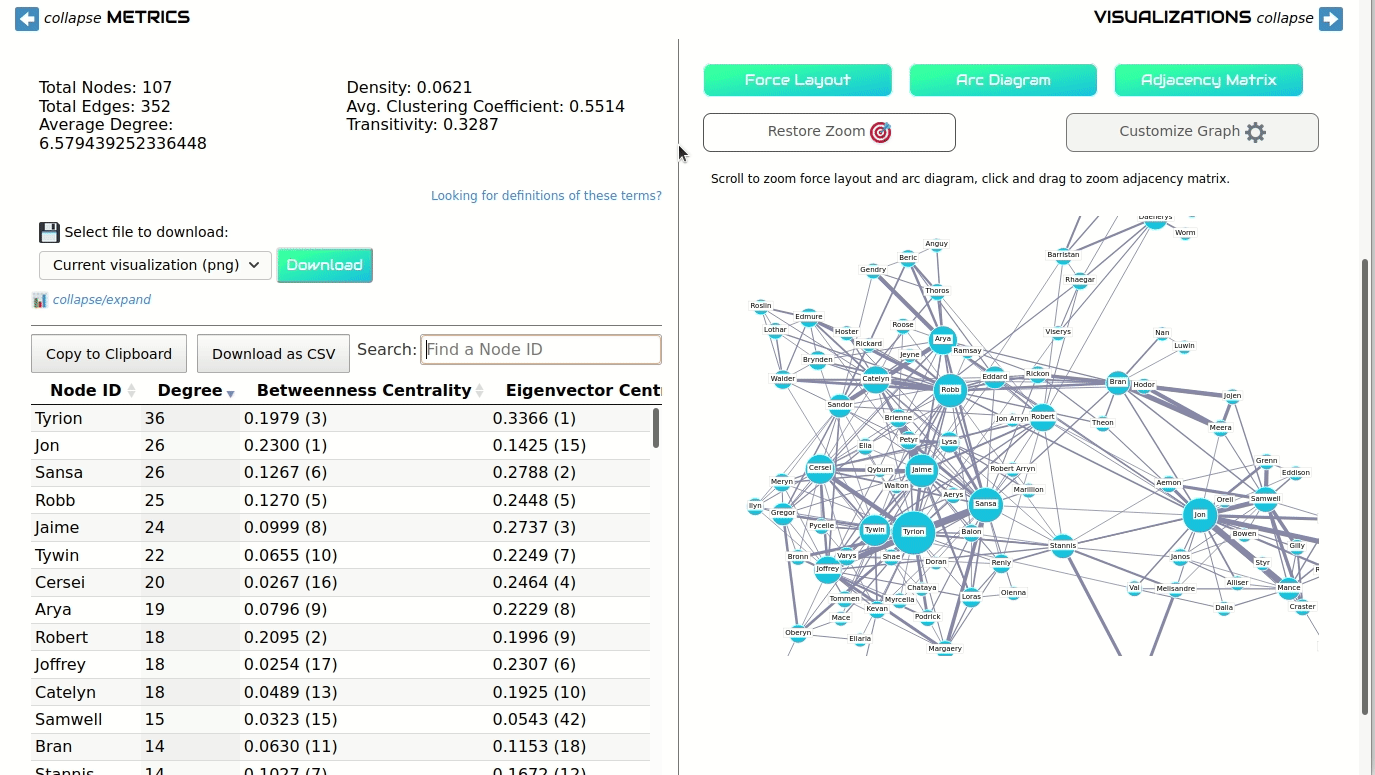 collapse METRICS
VISUALIZATIONS collapse
Total Nodes: 107
Total Edges: 352
Average Degree:
6.579439252336448
Density: 0.0621
Avg. Clustering Coefficient: 0.5514
Transitivity: 0.3287
Looking for definitions of these terms?
Select file to download:
Current visualization (png)
Download
collapse/expand
Copy to Clipboard
Download as CSV
Search:
Find a Node ID
Node ID Degree Betweenness Centrality Eigenvector Cent
Tyrion 36 0.1979 (3) 0.3366 (1)
Jon 26 0.2300 (1) 0.1425 (15)
Sansa 26 0.1267 (6) 0.2788 (2)
Robb 25 0.1270 (5) 0.2448 (5)
Jaime 24 0.0999 (8) 0.2737 (3)
Tywin 22 0.0655 (10) 0.2249 (7)
Cersei 20 0.0267 (16) 0.2464 (4)
Arya 19 0.0796 (9) 0.2229 (8)
Robert 18 0.2095 (2) 0.1996 (9)
Joffrey 18 0.0254 (17) 0.2307 (6)
Catelyn 18 0.0489 (13) 0.1925 (10)
Samwell 15 0.0323 (15) 0.0543 (42)
Bran 14 0.0630 (11) 0.1153 (18)
Stannis 14 0.1027 (7) 0.1672 (12)
Force Layout
Arc Diagram
Adjacency Matrix
Restore Zoom
Customize Graph
Scroll to zoom force layout and arc diagram, click and drag to zoom adjacency matrix.
Daenerys
Worm
Anguy
Beric
Barristan
Gendry
Rhaegar
Thoros
Roslin
Edmure
Roose
Lothar
Hoster
Viserys
Nan
Arya
Rickard
Luwin
Ramsay
Jeyne
Brynden
Rickon
Walder
Catelyn
Eddard
Bran
Hodor
Robb
Jojen
Sandor
Brienne
Jon Arryn
Robert
Theon
Meera
Petyr
Lysa
Elia
Grenn
Cersei
Qyburn
Jaime
Robert Arryn
Eddison
Meryn
Walton
Aemon
Marillion
Aerys
Samwell
Orell
Ilyn
Sansa
Gregor
Jon
Pycelle
Tywin
Tyrion
Balon
Bowen
Stannis
Gilly
Bronn
Varys
Shae
Janos
Doran
Renly
Styr
Joffrey
Alliser
Chataya
Val
Melisandre
Mance
Olenna
Loras
Tommen
Myrcella
Kevan
Dalla
Craster
Mace
Podrick
Oberyn
Ellaria
Margaery